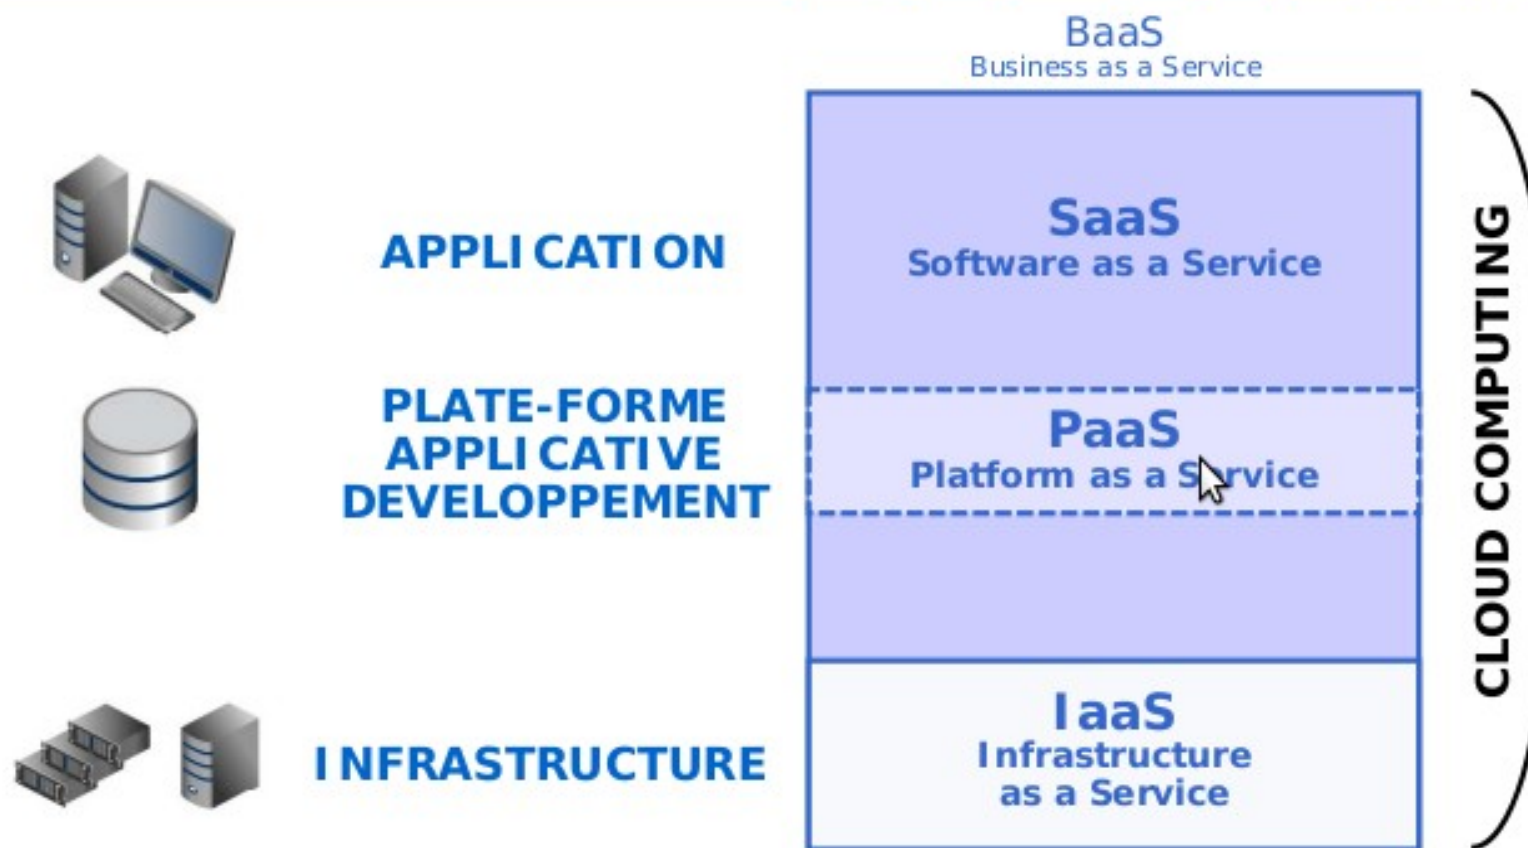 BaaS
Business as a Service
APPLICATION
SaaS
Software as a Service
PLATE-FORME
APPLICATIVE
DEVELOPPEMENT
PaaS
Platform as a Service
INFRASTRUCTURE
IaaS
Infrastructure
as a Service
CLOUD COMPUTING